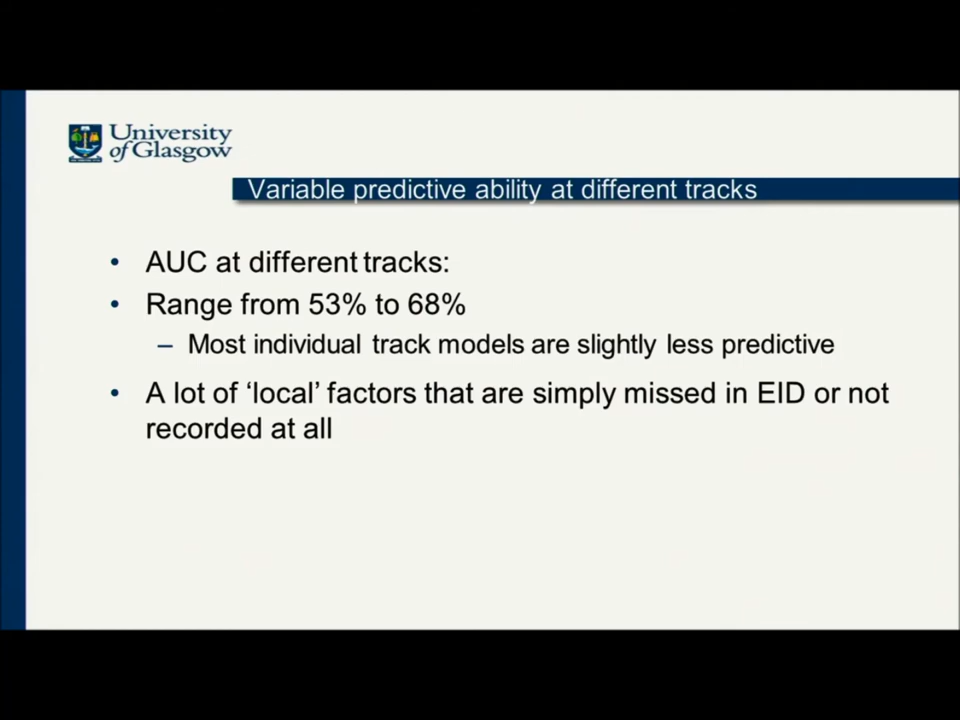 University
of Glasgow
Variable predictive ability at different tracks
• AUC at different tracks:
• Range from 53% to 68%
– Most individual track models are slightly less predictive
• A lot of ‘local’ factors that are simply missed in EID or not
recorded at all